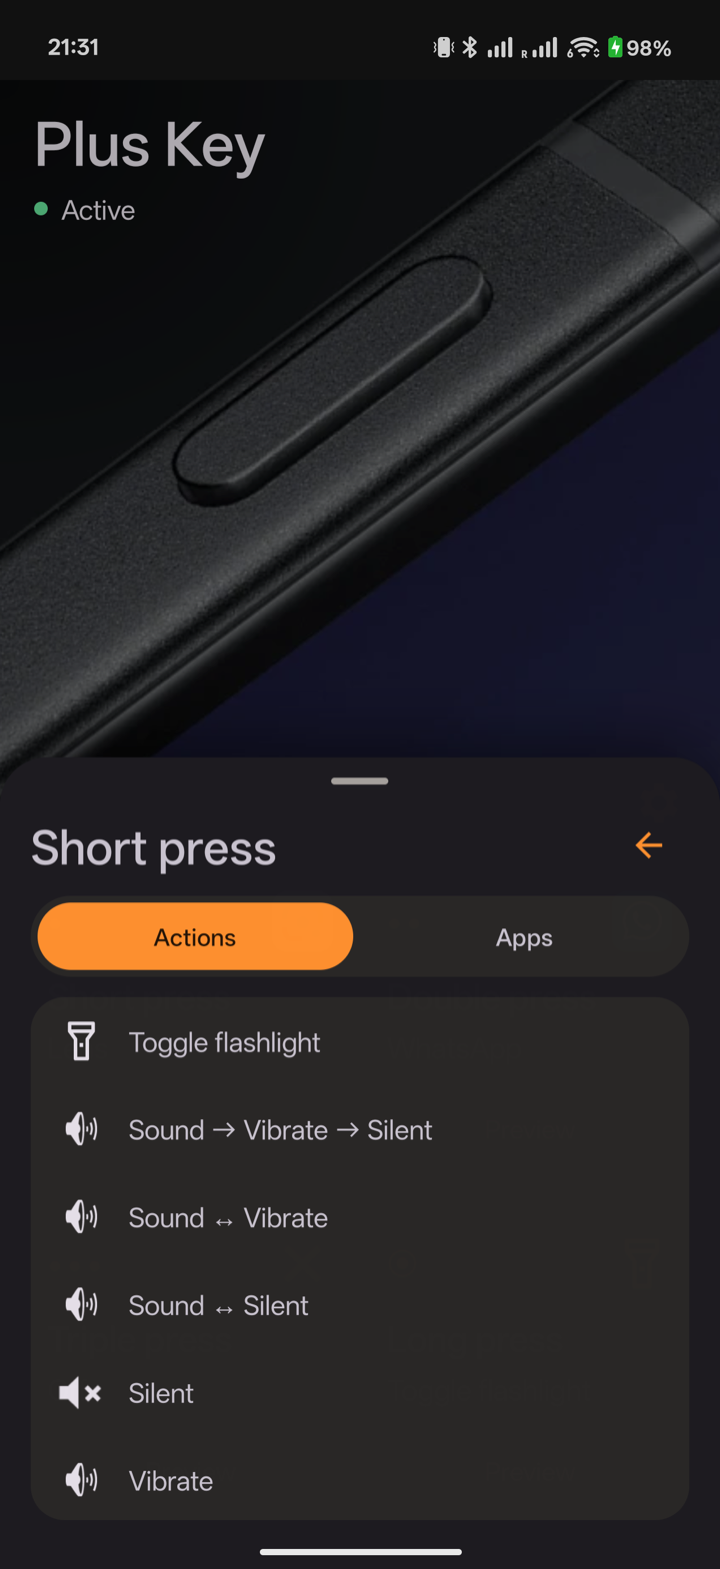 21:31
R
6
98%
Plus Key
Active
Short press
Actions
Apps
Toggle flashlight
Sound → Vibrate → Silent
Sound ↔ Vibrate
Sound ↔ Silent
Silent
Vibrate